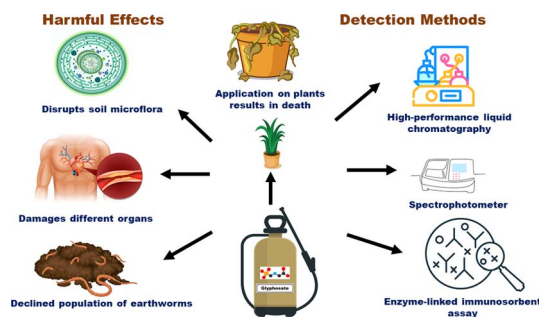 Harmful Effects
Detection Methods
Disrupts soil microflora
Application on plants
results in death
High-performance liquid
chromatography
Damages different organs
Spectrophotometer
Glyphosate
Declined population of earthworms
Enzyme-linked immunosorbent
assay